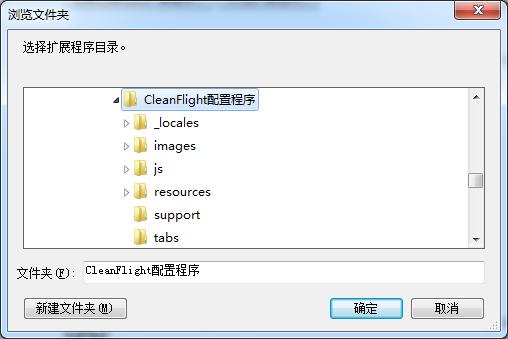 浏览文件夹
选择扩展程序目录。
CleanFlight配置程序
_locales
images
js
resources
support
tabs
文件夹(F): CleanFlight配置程序
新建文件夹(M) 确定 取消